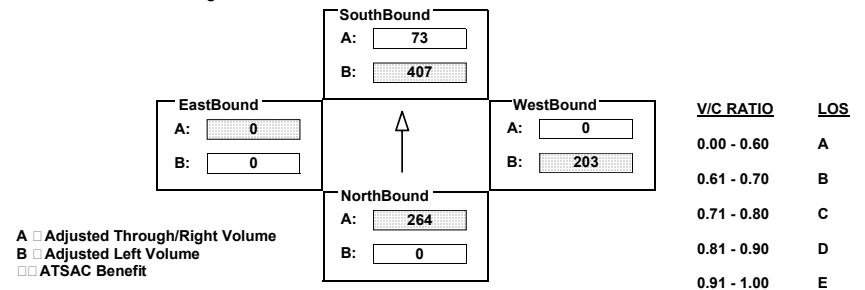 SouthBound
A: 73
B: 407
EastBound
A: 0
B: 0
WestBound
A: 0
B: 203
NorthBound
A: 264
B: 0
A □ Adjusted Through/Right Volume
B □ Adjusted Left Volume
□□ ATSAC Benefit
V/C RATIO LOS
0.00 - 0.60 A
0.61 - 0.70 B
0.71 - 0.80 C
0.81 - 0.90 D
0.91 - 1.00 E